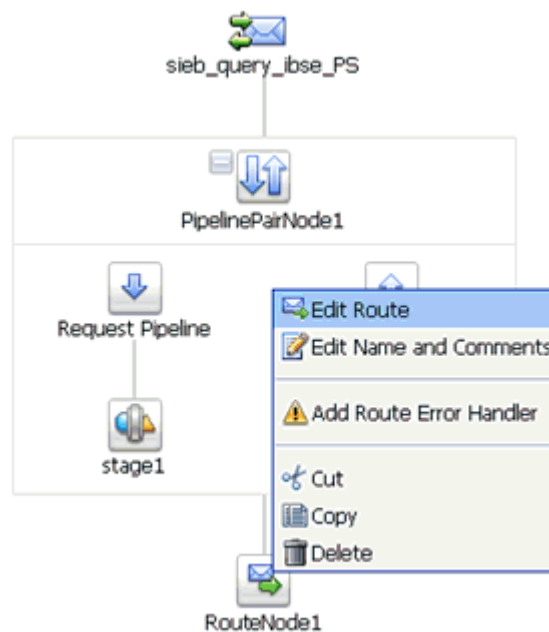 sieb_query_ibse_PS
PipelinePairNode1
Request Pipeline
Edit Route
Edit Name and Comments
Add Route Error Handler
stage1
Cut
Copy
Delete
RouteNode1